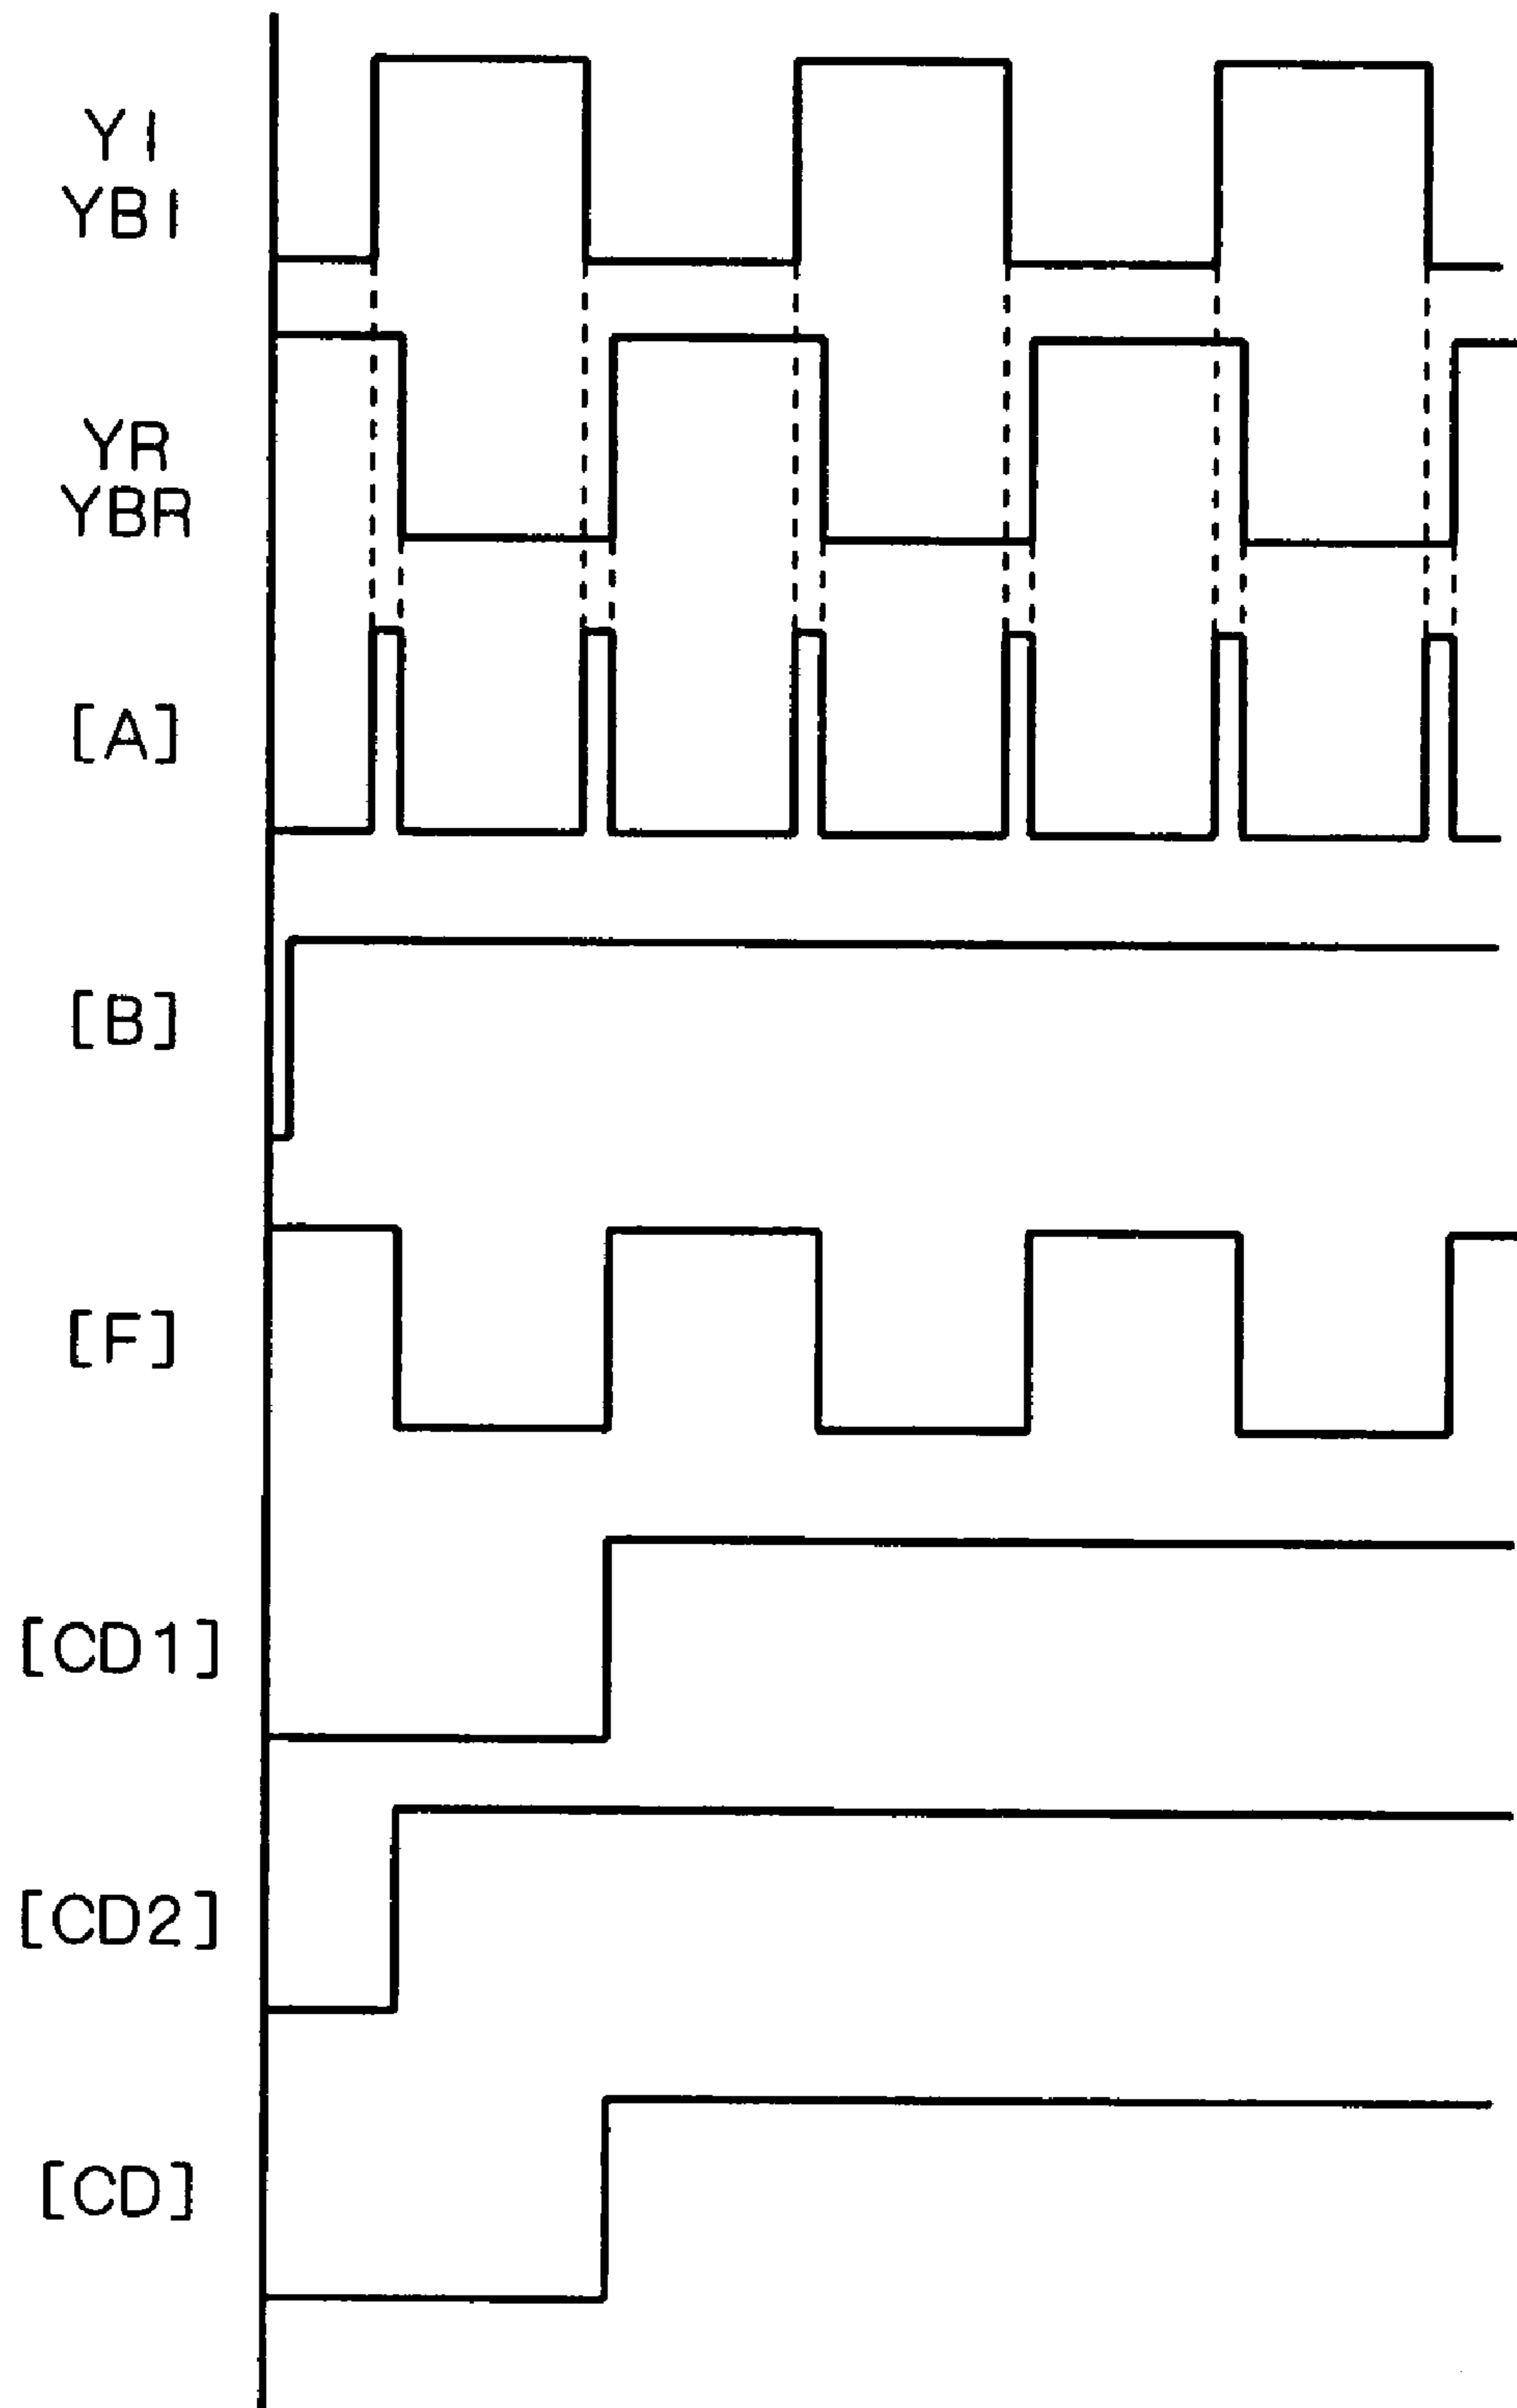 YI
YBI
YR
YBR
[A]
[B]
[F]
[CD1]
[CD2]
[CD]